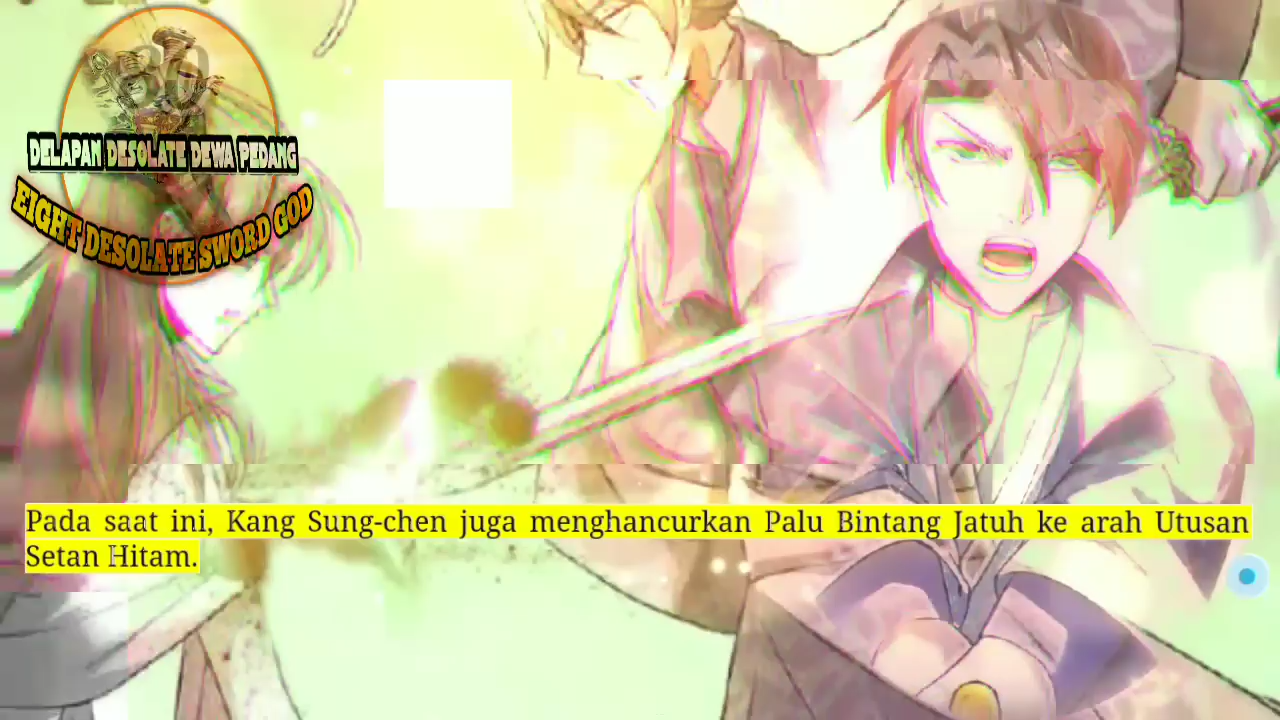 DELAPAN DESOLATE DEWA PEDANG
EIGHT DESOLATE SWORD GOD
Pada saat ini, Kang Sung-chen juga menghancurkan Palu Bintang Jatuh ke arah Utusan
Setan Hitam.